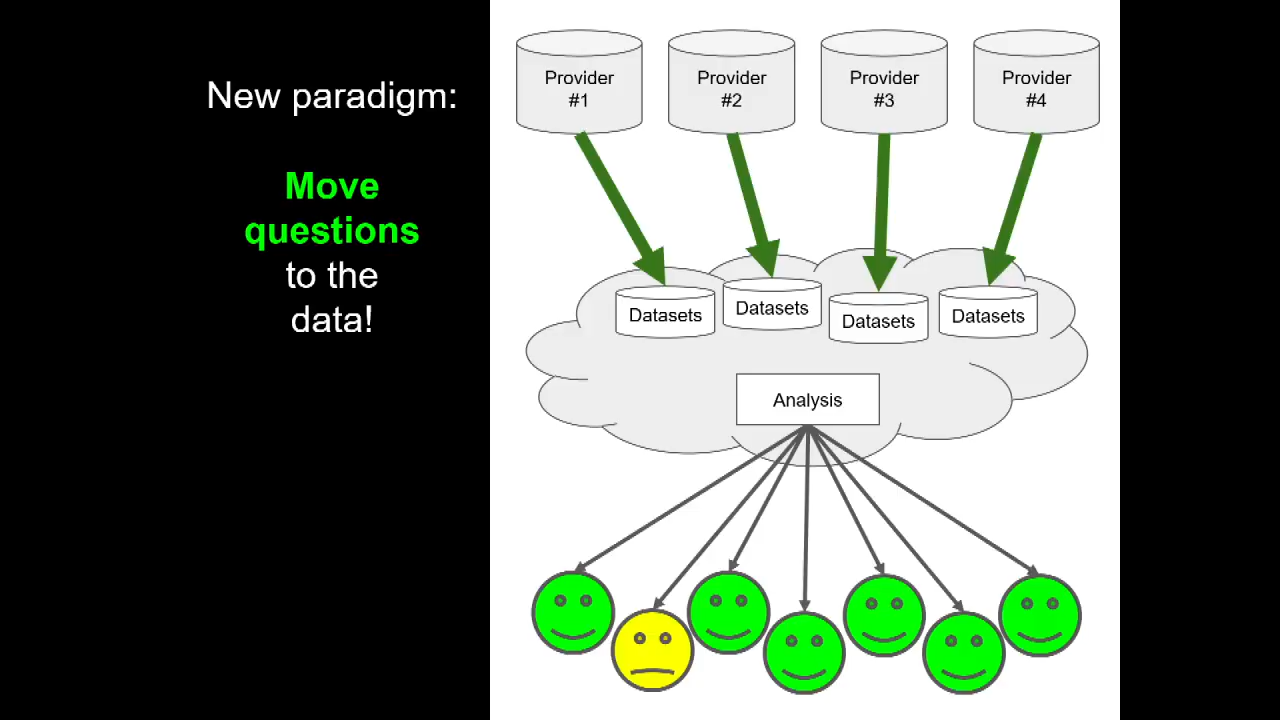 New paradigm:
Move
questions
to the
data!
Provider
#1
Provider
#2
Provider
#3
Provider
#4
Datasets
Datasets
Datasets
Datasets
Analysis